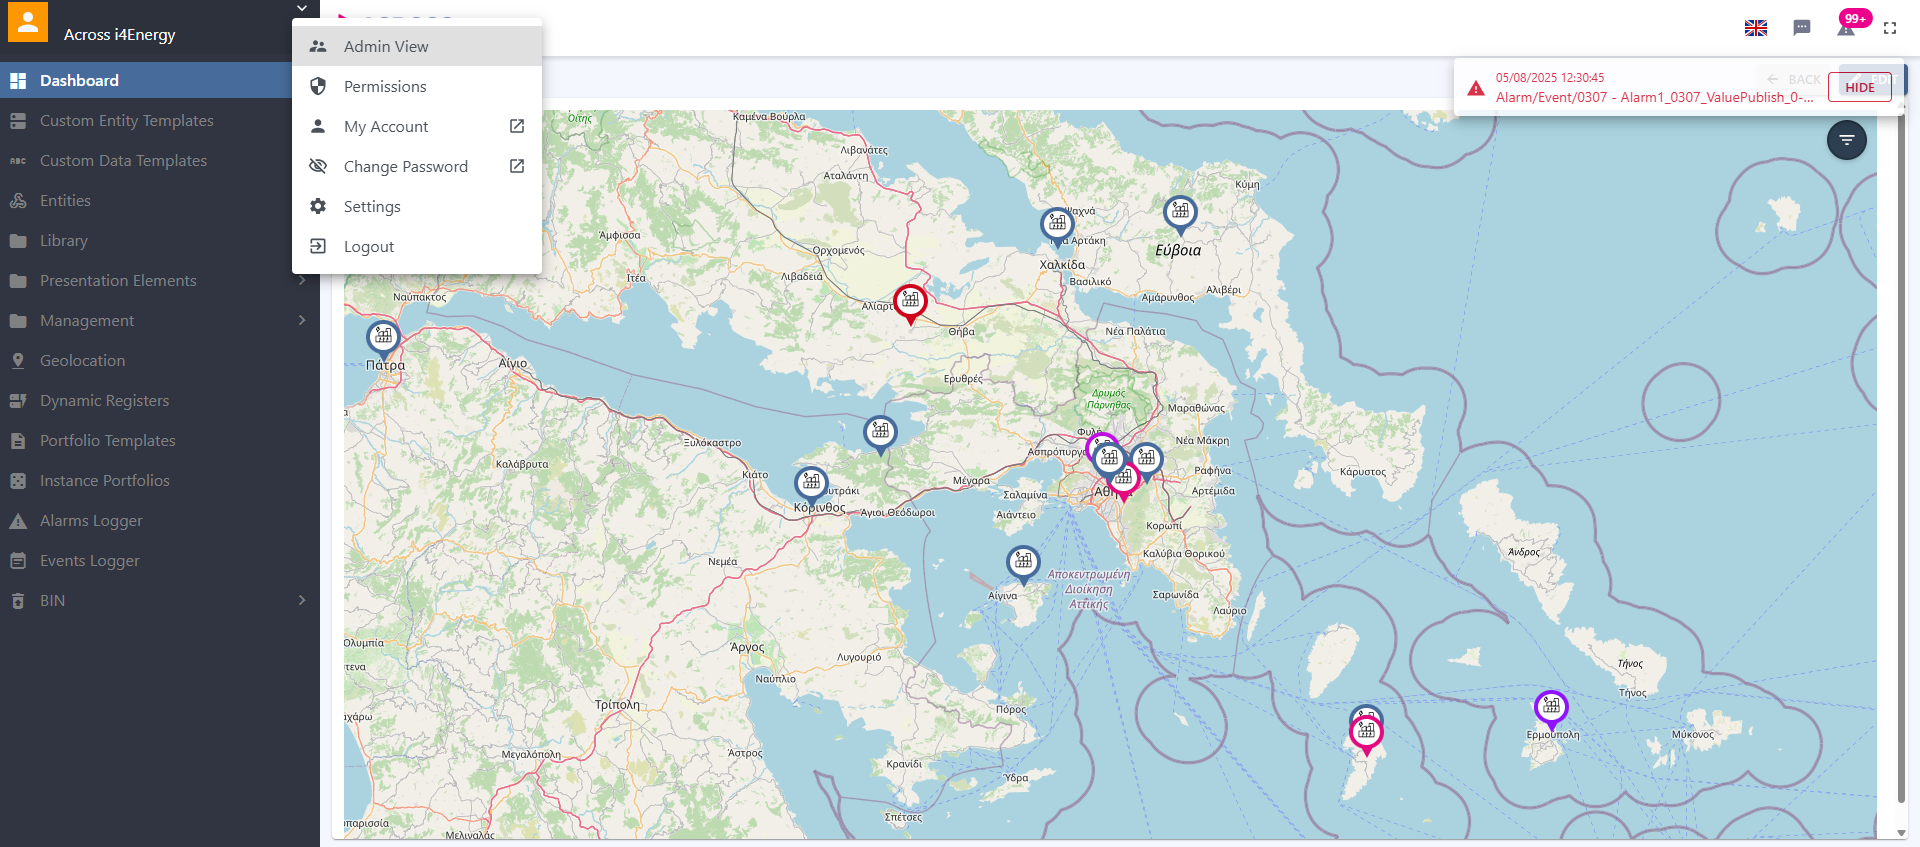 Across i4Energy
Dashboard
Custom Entity Templates
Custom Data Templates
Entities
Library
Presentation Elements
Management
Geolocation
Dynamic Registers
Portfolio Templates
Instance Portfolios
Alarms Logger
Events Logger
BIN
Admin View
Permissions
My Account
Change Password
Settings
Logout
99+
05/08/2025 12:30:45
Alarm/Event/0307 - Alarm1_0307_ValuePublish_0-...
HIDE
BACK
Οίτης
Καμένα Βούρλα
Λιβανάτες
Αταλάντη
Κύμη
Ψαχνά
Νέα Αρτάκη
Εύβοια
Άμφισσα
Ορχομενός
Χαλκίδα
Ιτέα
Λιβαδειά
Βασιλικό
Αλιβέρι
Αμάρυνθος
Ναύπακτος
Αλίαρτ
Θήβα
Νέα Παλάτια
Πάτρα
Αίγιο
Ερυθρές
Δρυμός
Πάρνηθας
Μαραθώνας
Φυλή
Ξυλόκαστρο
Ασπρόπυργο
Νέα Μάκρη
Καλάβρυτα
Κιάτο
Μέγαρα
Ραφήνα
Κάρυστος
Λουτράκι
Σαλαμίνα
Αθήνα
Αρτέμιδα
Κόρινθος
Άγιοι Θεόδωροι
Αιάντειο
Κορωπί
Νεμέα
Καλύβια Θορικού
Άνδρος
Αποκεντρωμένη
Διοίκηση
Αττικής
Αίγινα
Σαρωνίδα
Λαύριο
Ολυμπία
Άργος
Λυγουριό
Τήνος
Ναύπλιο
Τήνος
Τρίπολη
Πόρος
Ερμούπολη
Μύκονος
Μεγαλόπολη
Άστρος
Κρανίδι
Ύδρα
Σπέτσες
Μελιγαλάς